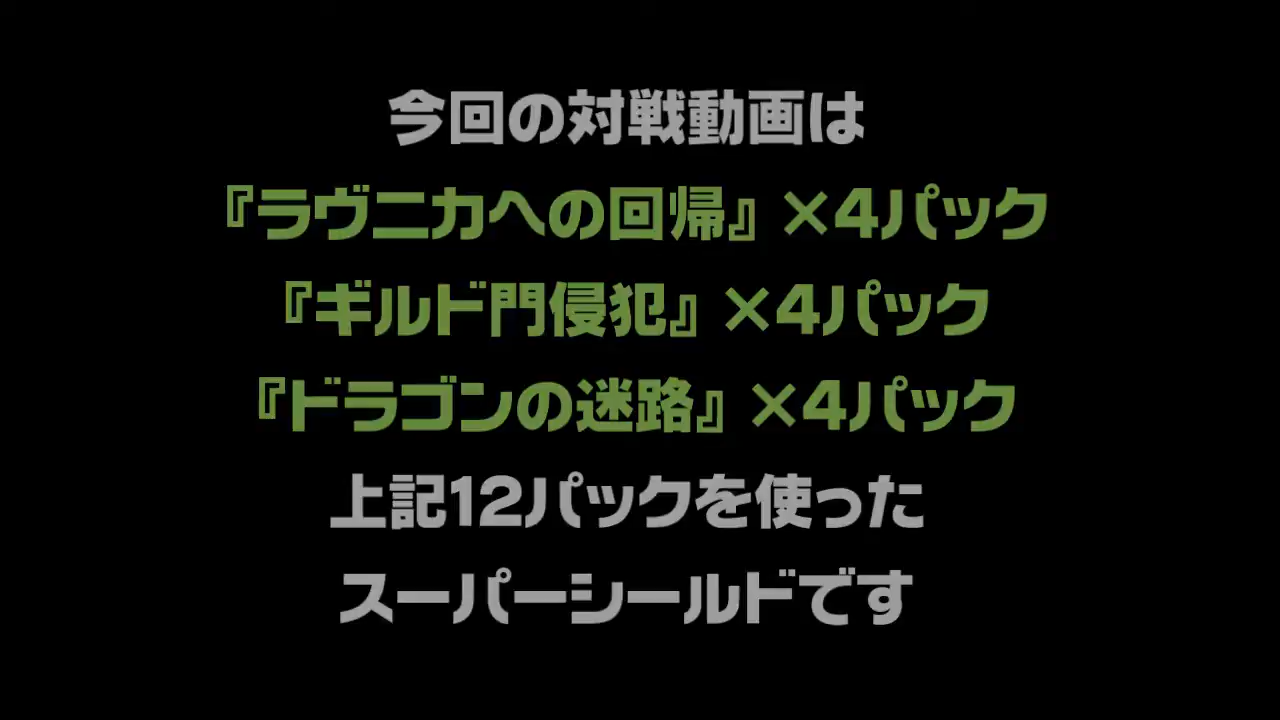 今回の対戦動画は
『ラヴニカへの回帰』×4パック
『ギルド門侵犯』×4パック
『ドラゴンの迷路』×4パック
上記12パックを使った
スーパーシールドです